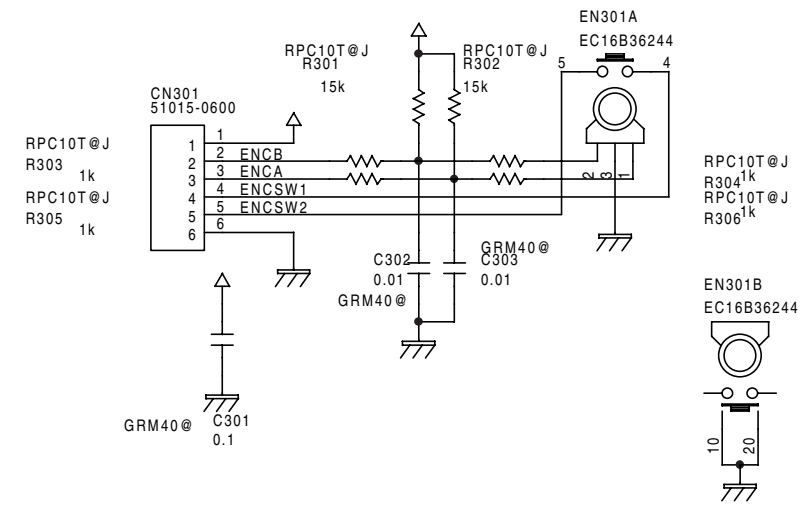 EN301A
EC16B36244
RPC10T@J
R301
15k
RPC10T@J
R302
15k
5
4
CN301
51015-0600
1
2
3
4
5
6
1
2 ENCB
3 ENCA
4 ENCSW1
5 ENCSW2
6
RPC10T@J
R303
1k
RPC10T@J
R305
1k
2
3
1
RPC10T@J
1k
R304
RPC10T@J
1k
R306
C302
0.01
GRM40@
GRM40@
C303
0.01
EN301B
EC16B36244
GRM40@
C301
0.1
10
20